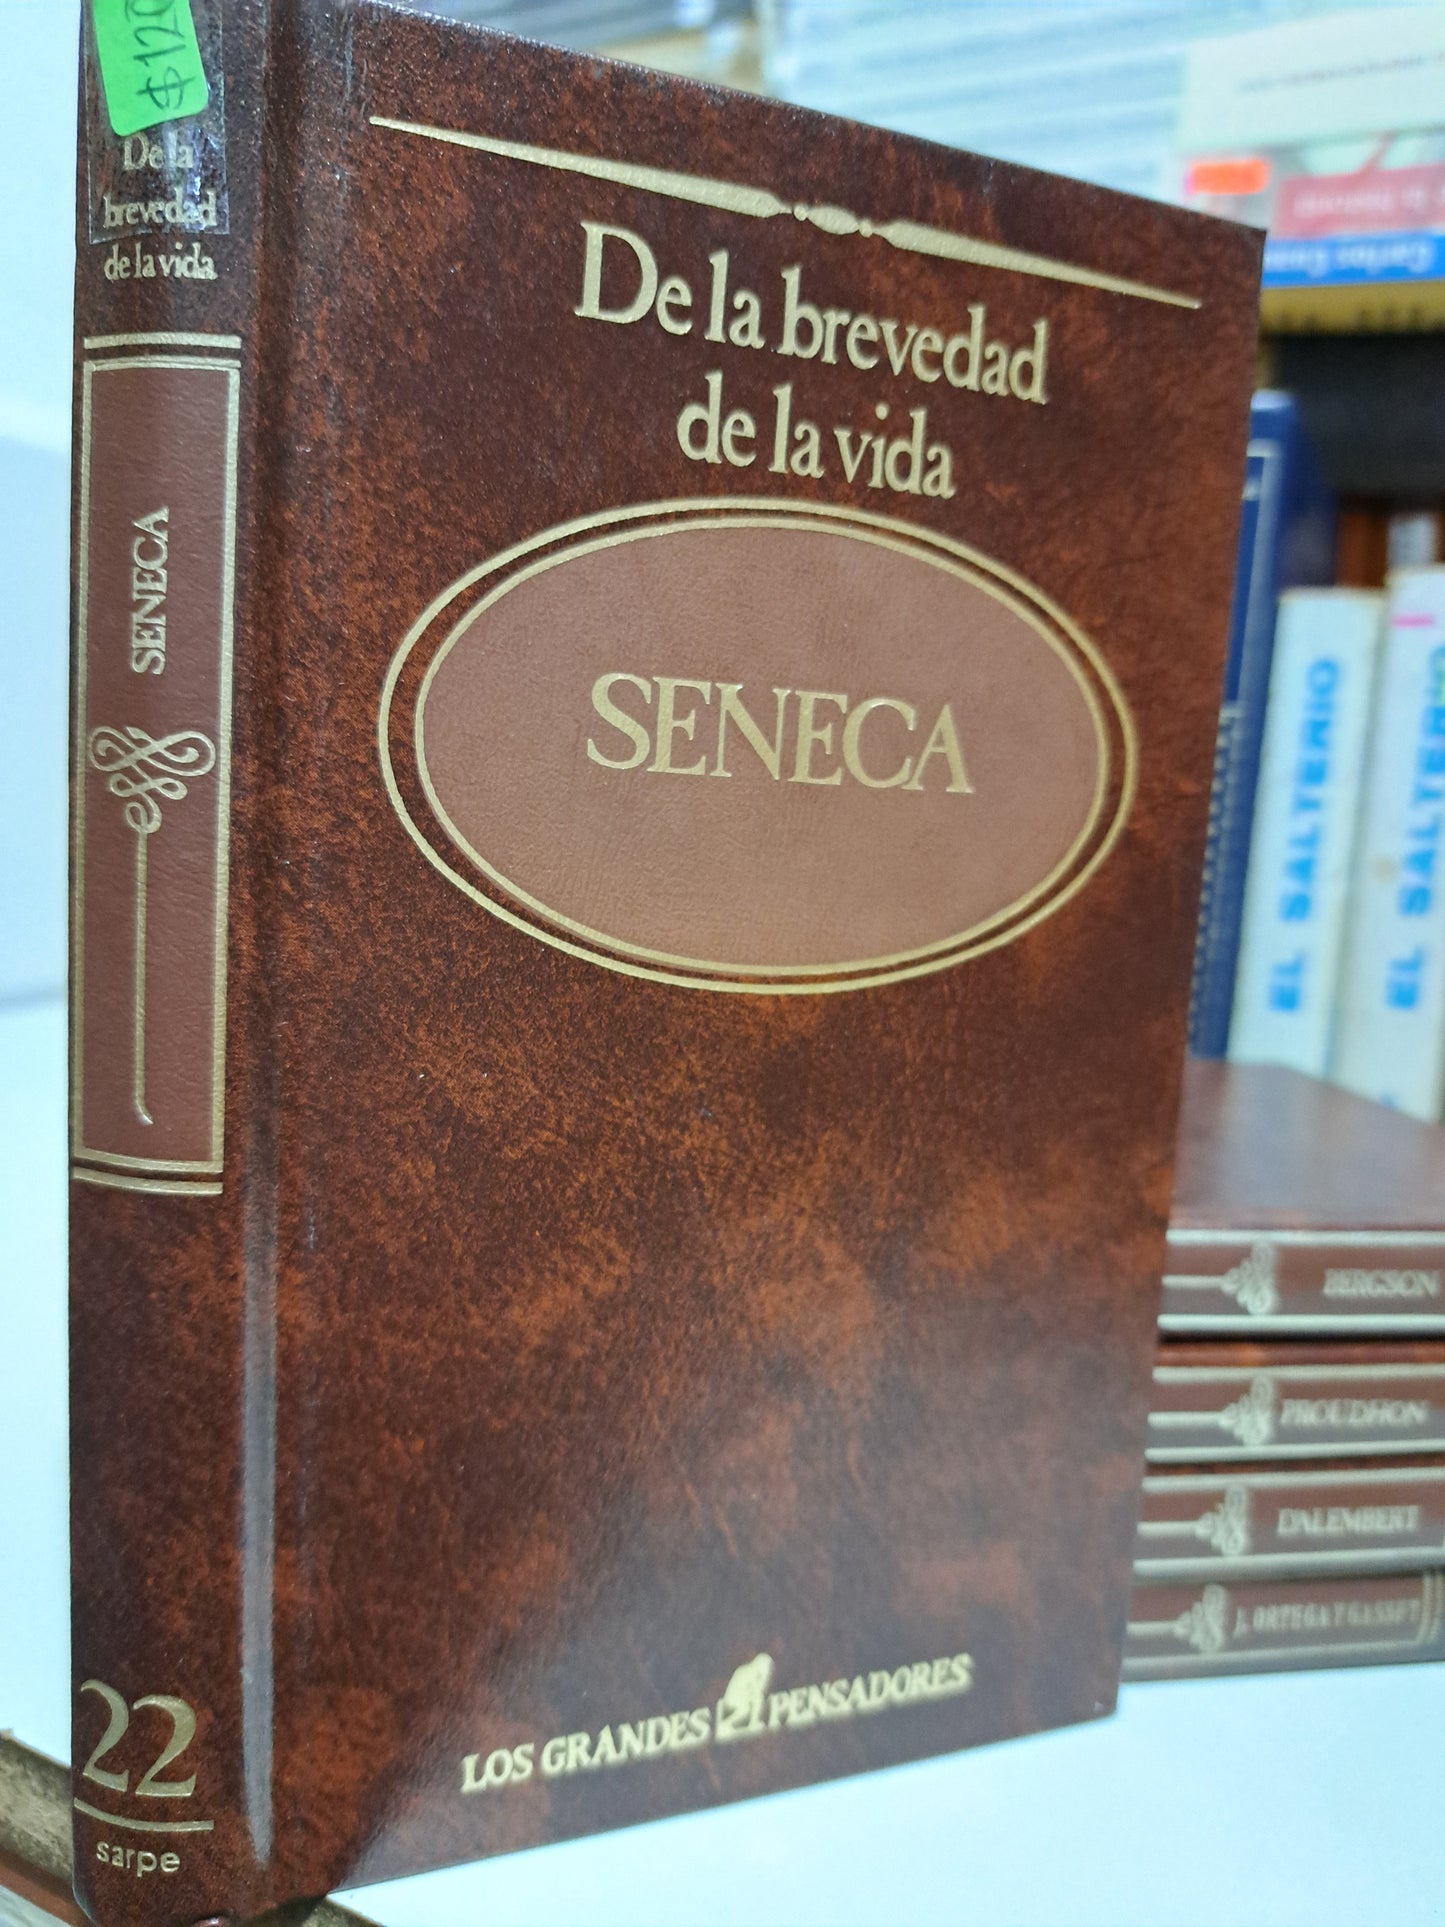 $120
De la
brevedad
de la vida
SENECA
22
sarpe
De la brevedad
de la vida
SENECA
LOS GRANDES PENSADORES
EL SALTERIO
EL SALTERIO
BERGSON
PROUDHON
D'ALEMBERT
J. ORTEGA Y GASSET